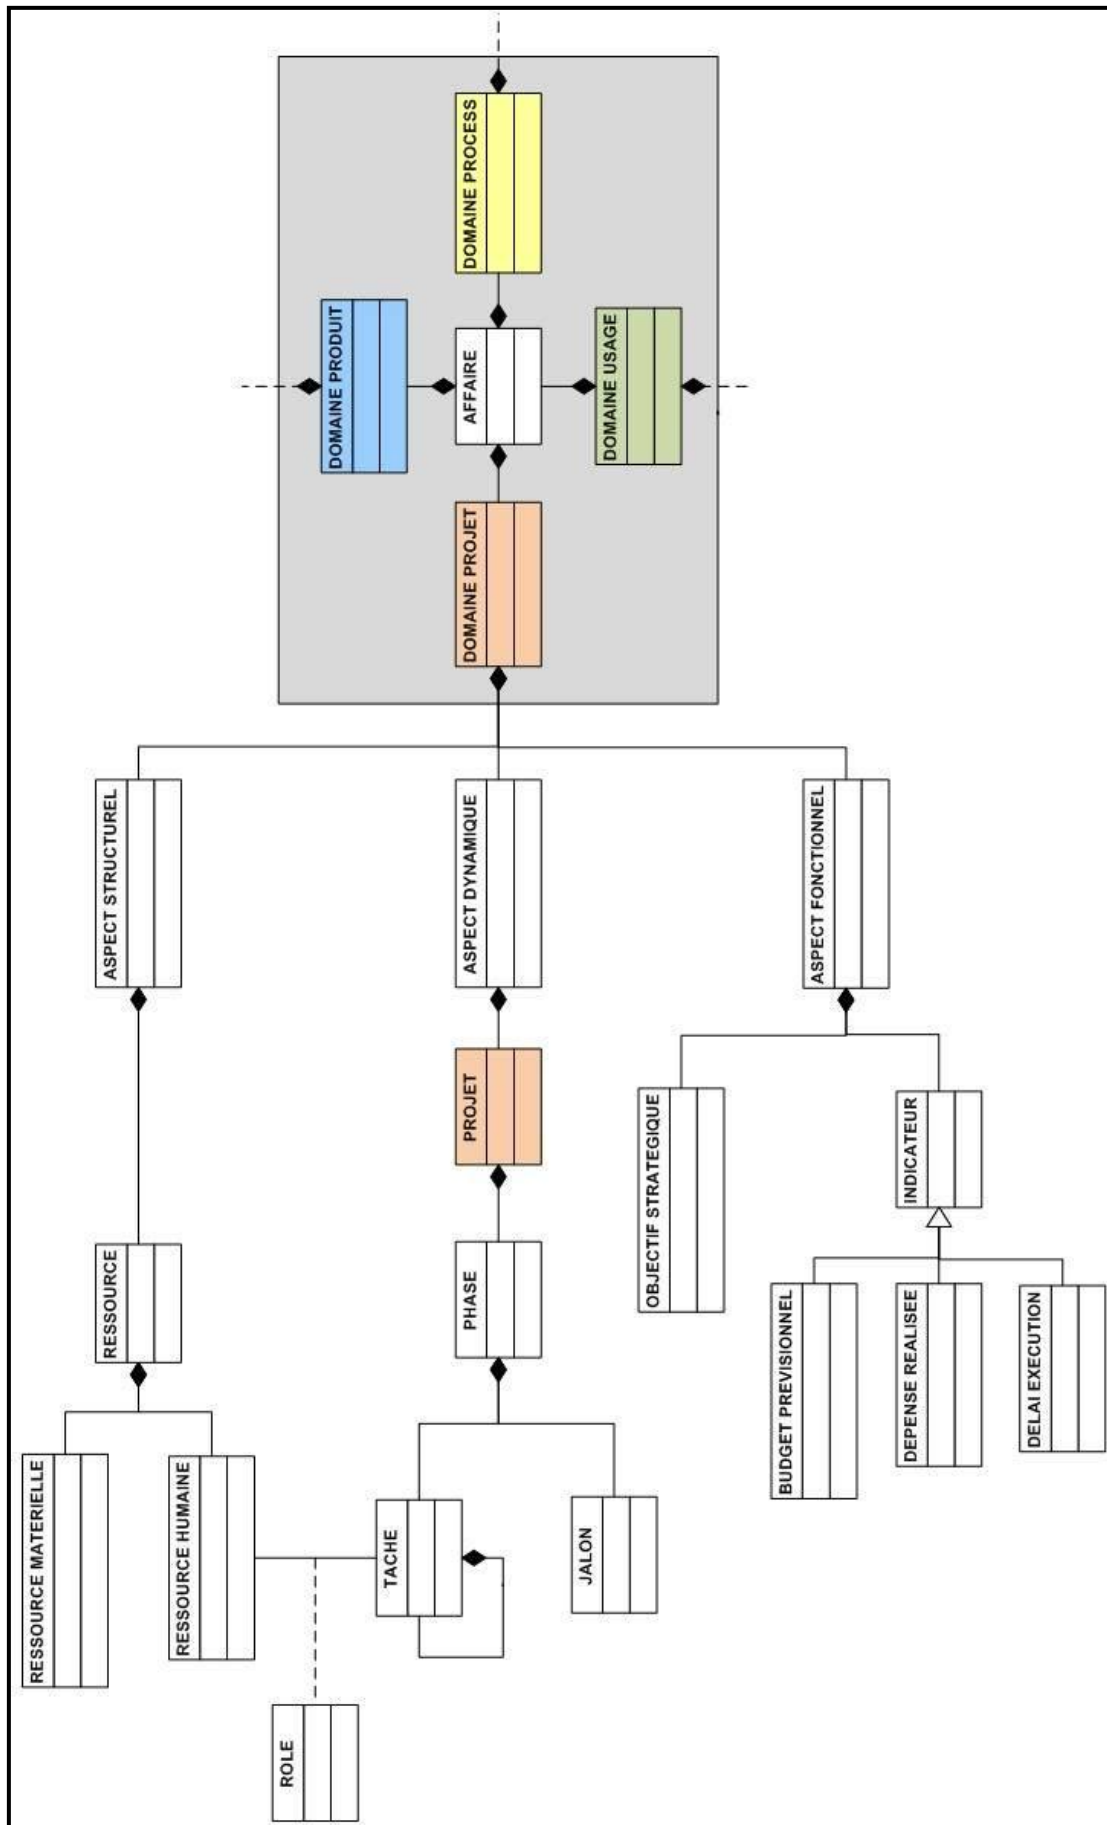 DOMAINE PROCESS
DOMAINE PRODUIT
AFFAIRE
DOMAINE USAGE
DOMAINE PROJET
ASPECT STRUCTUREL
ASPECT DYNAMIQUE
ASPECT FONCTIONNEL
PROJET
OBJECTIF STRATEGIQUE
INDICATEUR
RESSOURCE
PHASE
BUDGET PREVISIONNEL
DEPENSE REALISEE
DELAI EXECUTION
RESSOURCE MATERIELLE
RESSOURCE HUMAINE
TACHE
JALON
ROLE